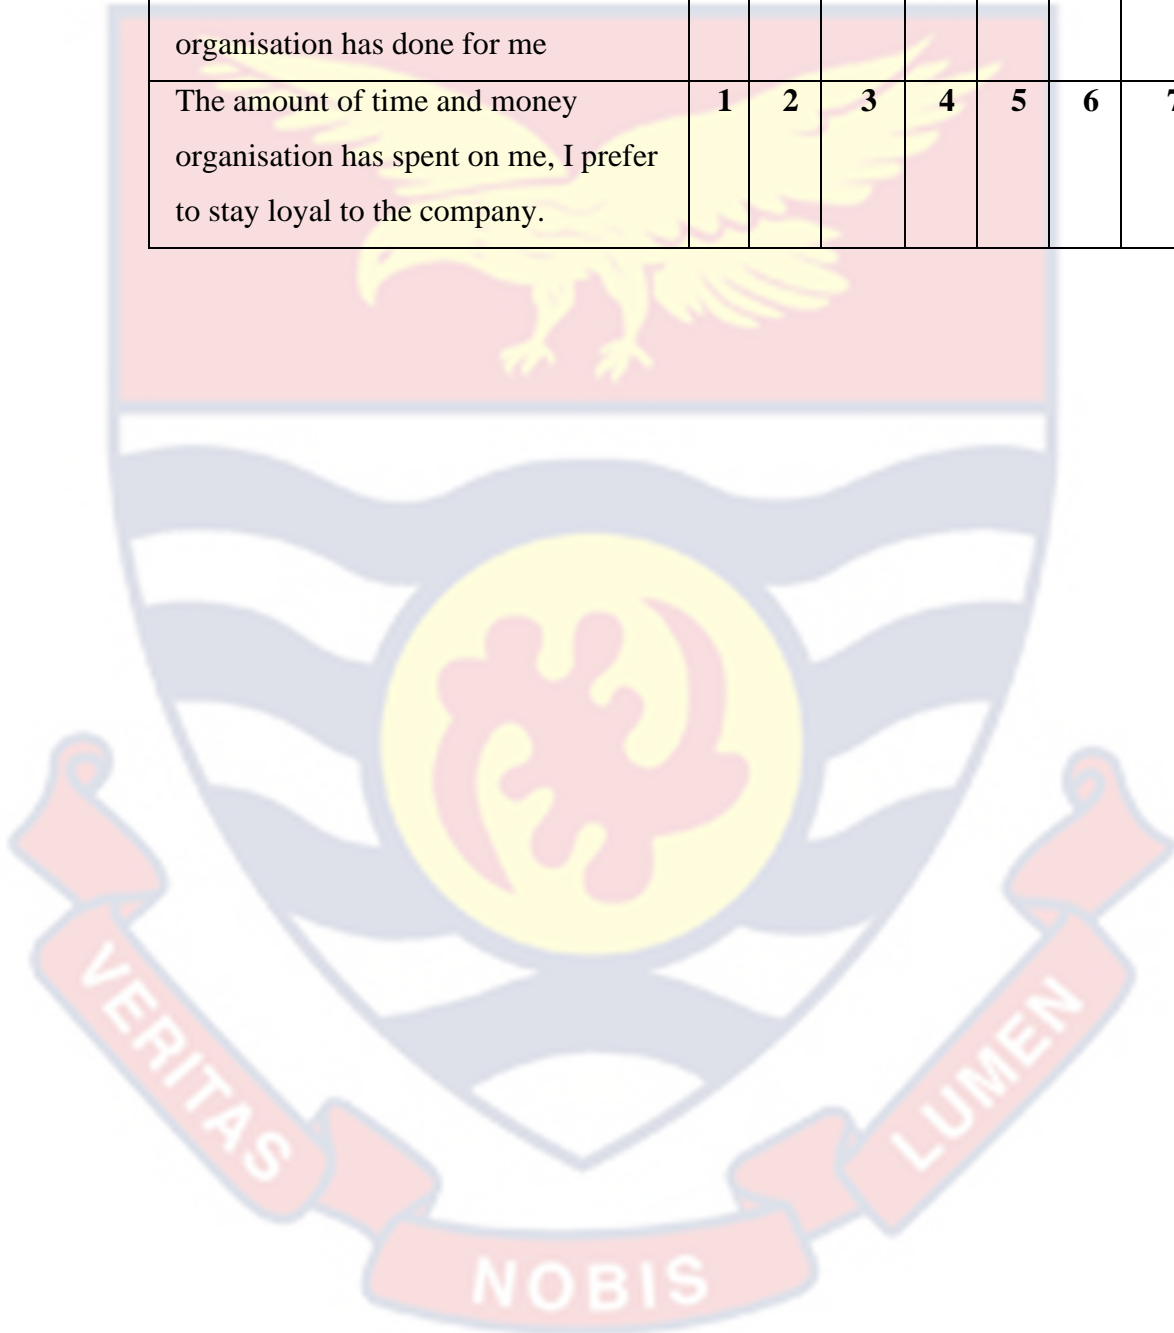 organisation has done for me
The amount of time and money 1 2 3 4 5 6 7
organisation has spent on me, I prefer
to stay loyal to the company.
VERITAS
NOBIS
LUMEN